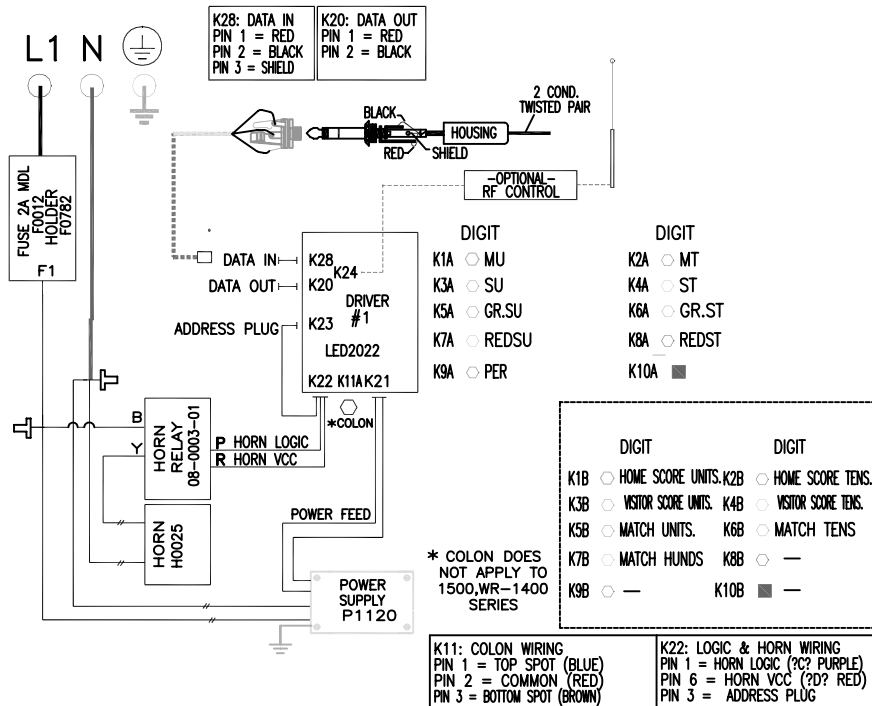 K28: DATA IN
PIN 1 = RED
PIN 2 = BLACK
PIN 3 = SHIELD
K20: DATA OUT
PIN 1 = RED
PIN 2 = BLACK
L1 N
BLACK
RED
SHIELD
HOUSING
2 COND.
TWISTED PAIR
-OPTIONAL-
RF CONTROL
FUSE 2A MDL
F0012
HOLDER
F0782
F1
DATA IN
DATA OUT
ADDRESS PLUG
K28
K24
K20
K23
DRIVER
#1
LED2022
K22 K11A K21
*COLON
DIGIT
K1A MU
K3A SU
K5A GR.SU
K7A REDSU
K9A PER
DIGIT
K2A MT
K4A ST
K6A GR.ST
K8A REDST
K10A
B
Y
HORN
RELAY
08-0003-01
P HORN LOGIC
R HORN VCC
HORN
H0025
POWER FEED
POWER
SUPPLY
P1120
* COLON DOES
NOT APPLY TO
1500,WR-1400
SERIES
DIGIT
DIGIT
K1B HOME SCORE UNITS. K2B HOME SCORE TENS.
K3B VISITOR SCORE UNITS. K4B VISITOR SCORE TENS.
K5B MATCH UNITS. K6B MATCH TENS
K7B MATCH HUNDS K8B —
K9B — K10B —
K11: COLON WIRING
PIN 1 = TOP SPOT (BLUE)
PIN 2 = COMMON (RED)
PIN 3 = BOTTOM SPOT (BROWN)
K22: LOGIC & HORN WIRING
PIN 1 = HORN LOGIC (?C? PURPLE)
PIN 6 = HORN VCC (?D? RED)
PIN 3 = ADDRESS PLUG